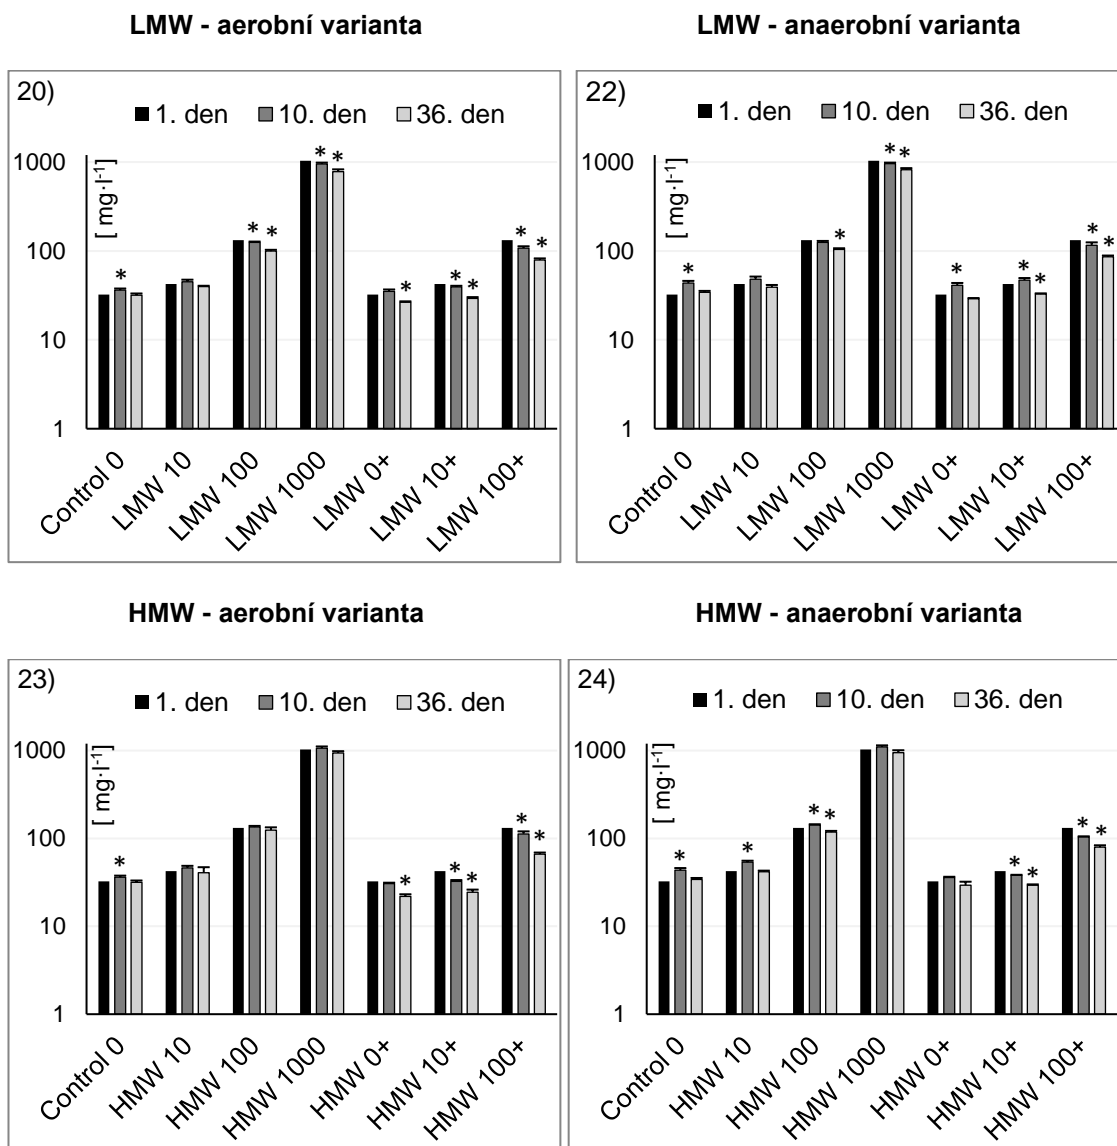 LMW - aerobní varianta
LMW - anaerobní varianta
20)
1. den 10. den 36. den
[ mg·l-1]
1000
100
10
1
* * * * * * * * * *
Control 0
LMW 10
LMW 100
LMW 1000
LMW 0+
LMW 10+
LMW 100+
22)
1. den 10. den 36. den
[ mg·l-1]
1000
100
10
1
* * * * * * * * *
Control 0
LMW 10
LMW 100
LMW 1000
LMW 0+
LMW 10+
LMW 100+
HMW - aerobní varianta
HMW - anaerobní varianta
23)
1. den 10. den 36. den
[ mg·l-1]
1000
100
10
1
* * * * * *
Control 0
HMW 10
HMW 100
HMW 1000
HMW 0+
HMW 10+
HMW 100+
24)
1. den 10. den 36. den
[ mg·l-1]
1000
100
10
1
* * * * * * * *
Control 0
HMW 10
HMW 100
HMW 1000
HMW 0+
HMW 10+
HMW 100+